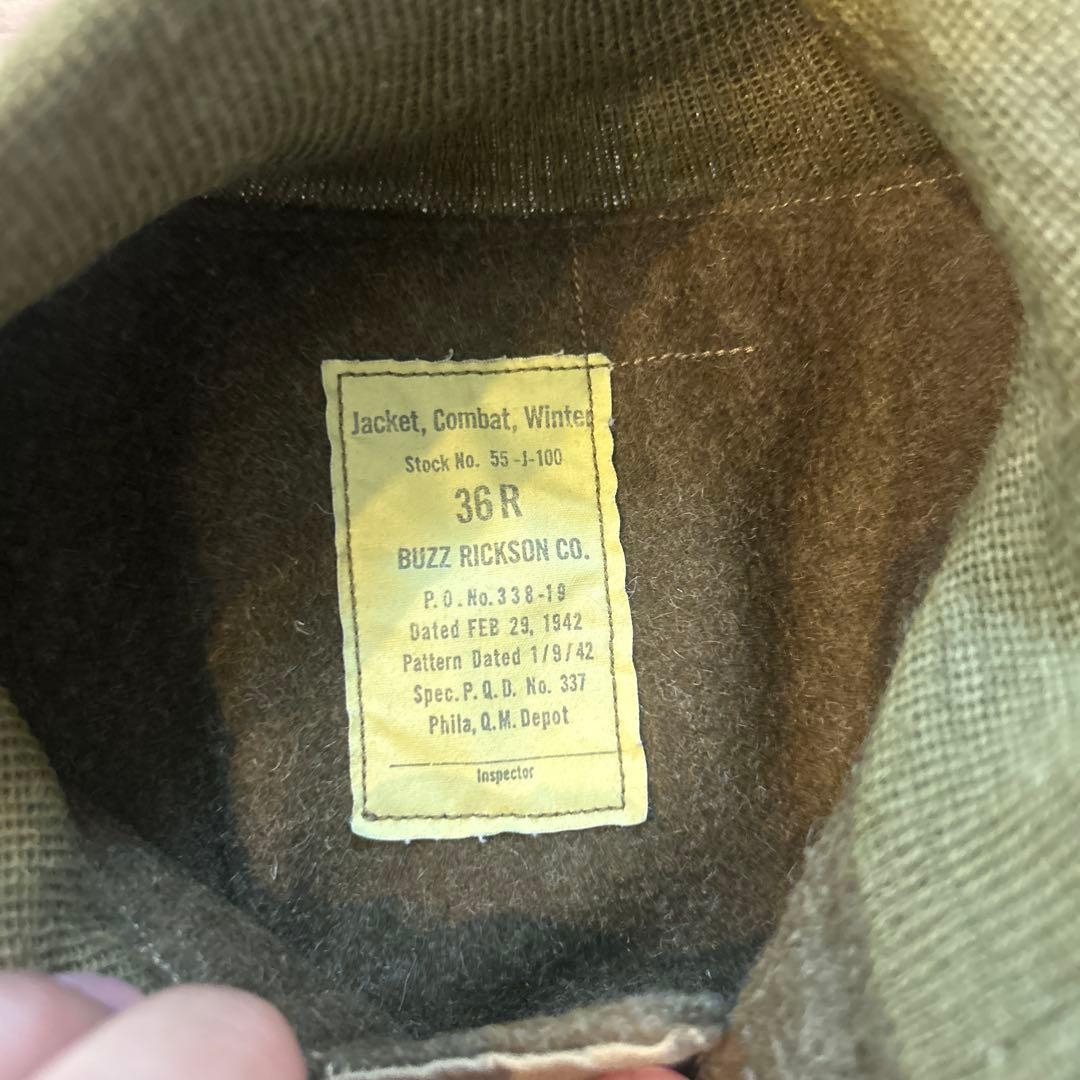 Jacket, Combat, Winter
Stock No. 55-J-100
36 R
BUZZ RICKSON CO.
P.O.No.338-19
Dated FEB 29, 1942
Pattern Dated 1/9/42
Spec.P.Q.D. No. 337
Phila, Q.M. Depot
Inspector